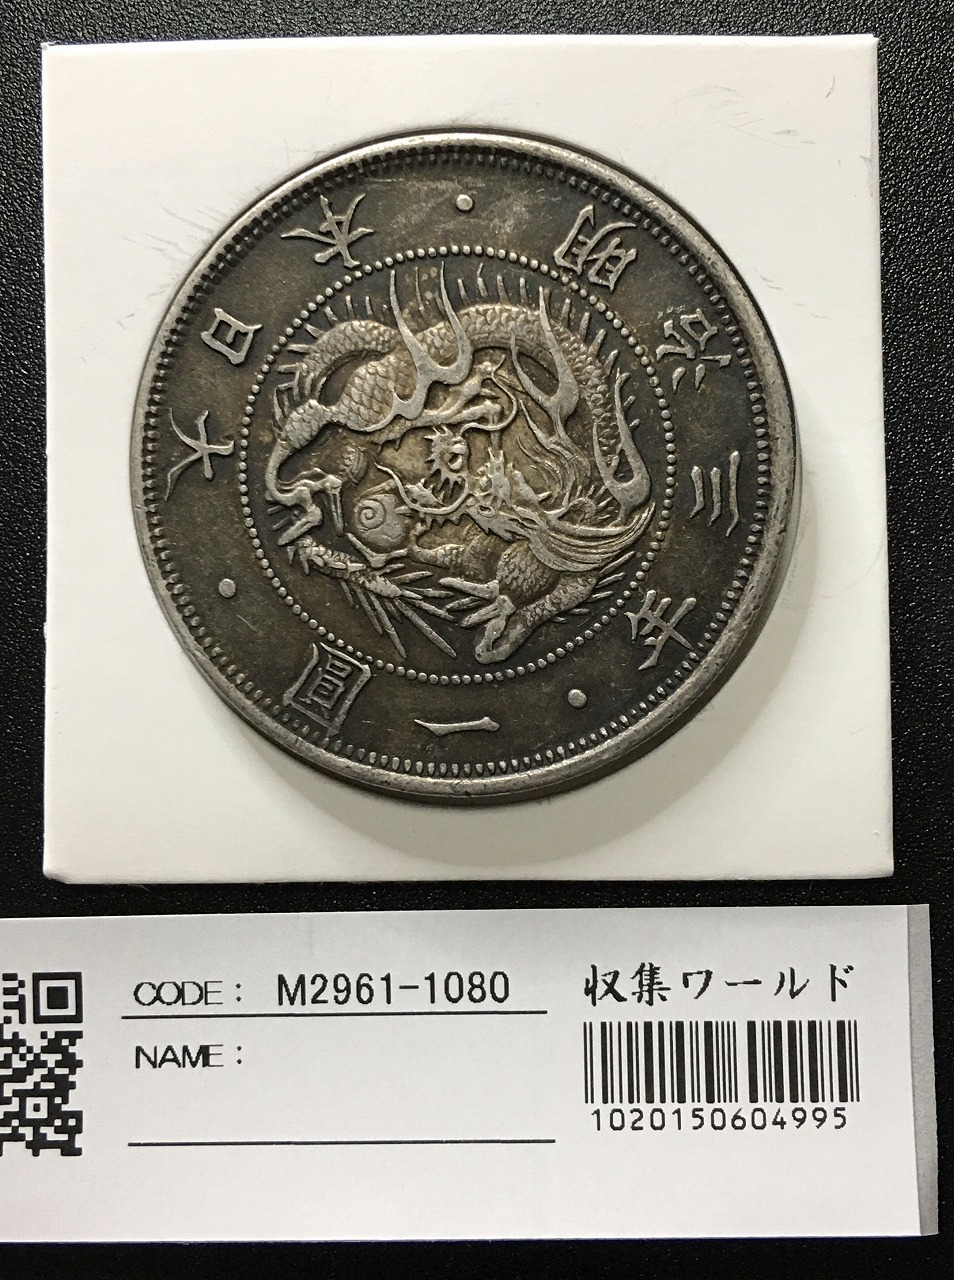 大日本・明治三年・一圓・
CODE： M2961-1080
収集ワールド
NAME：
1020150604995